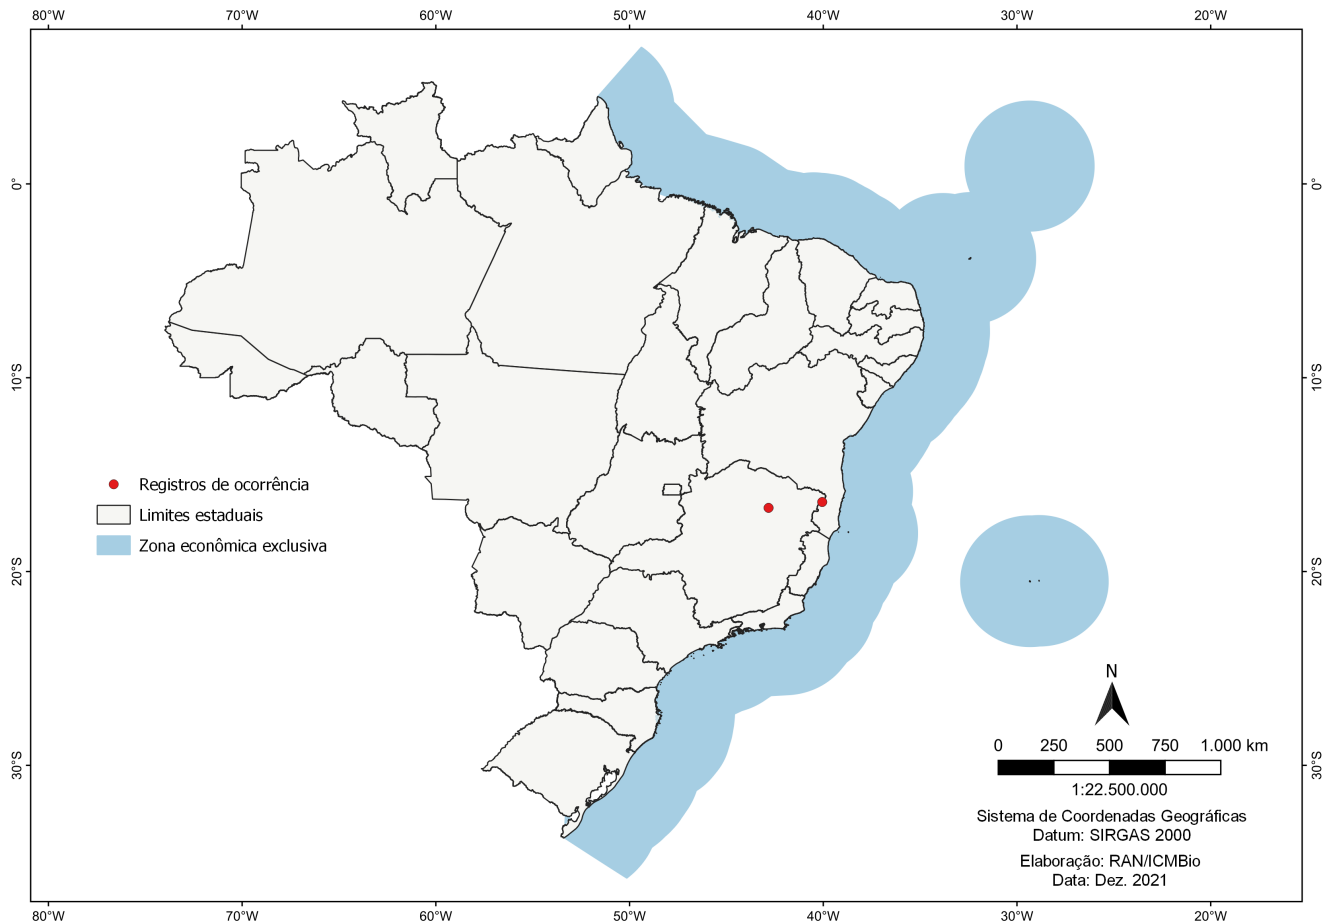 80°W 70°W 60°W 50°W 40°W 30°W 20°W
0° 0°
10°S 10°S
Registros de ocorrência
Limites estaduais
Zona econômica exclusiva
20°S 20°S
N
0 250 500 750 1.000 km
30°S 30°S
1:22.500.000
Sistema de Coordenadas Geográficas
Datum: SIRGAS 2000
Elaboração: RAN/ICMBio
Data: Dez. 2021
80°W 70°W 60°W 50°W 40°W 30°W 20°W